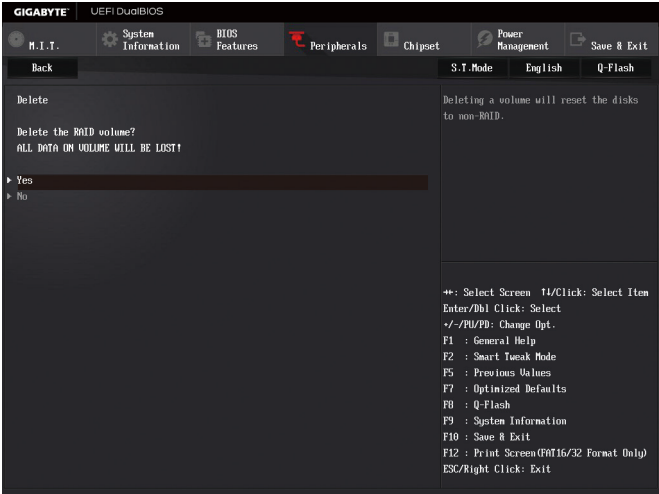 GIGABYTE™ UEFI DualBIOS
M.I.T.
System Information
BIOS Features
Peripherals
Chipset
Power Management
Save & Exit
Back
S.T.Mode English Q-Flash
Delete
Delete the RAID volume?
ALL DATA ON VOLUME WILL BE LOST!
Yes
No
Deleting a volume will reset the disks
to non-RAID.
→←: Select Screen ↑↓/Click: Select Item
Enter/Dbl Click: Select
+/-/PU/PD: Change Opt.
F1 : General Help
F2 : Smart Tweak Mode
F5 : Previous Values
F7 : Optimized Defaults
F8 : Q-Flash
F9 : System Information
F10 : Save & Exit
F12 : Print Screen(FAT16/32 Format Only)
ESC/Right Click: Exit